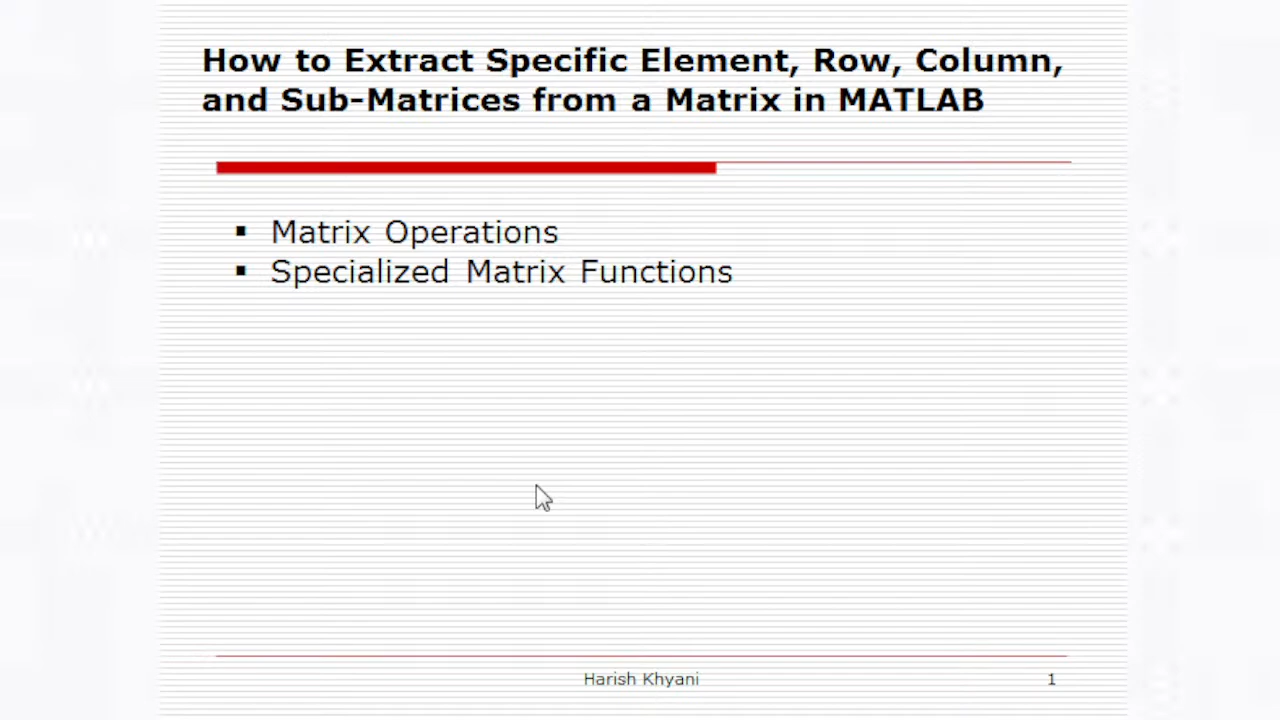 How to Extract Specific Element, Row, Column,
and Sub-Matrices from a Matrix in MATLAB
▪ Matrix Operations
▪ Specialized Matrix Functions
Harish Khyani
1